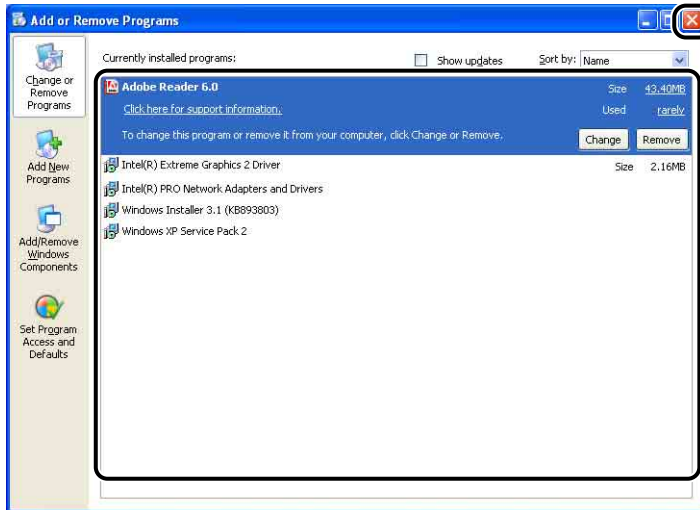 Add or Remove Programs
Currently installed programs:
Show updates
Sort by: Name
Change or
Remove
Programs
Add New
Programs
Add/Remove
Windows
Components
Set Program
Access and
Defaults
Adobe Reader 6.0
Size 43.40MB
Click here for support information.
Used rarely
To change this program or remove it from your computer, click Change or Remove.
Change Remove
Intel(R) Extreme Graphics 2 Driver
Size 2.16MB
Intel(R) PRO Network Adapters and Drivers
Windows Installer 3.1 (KB893803)
Windows XP Service Pack 2